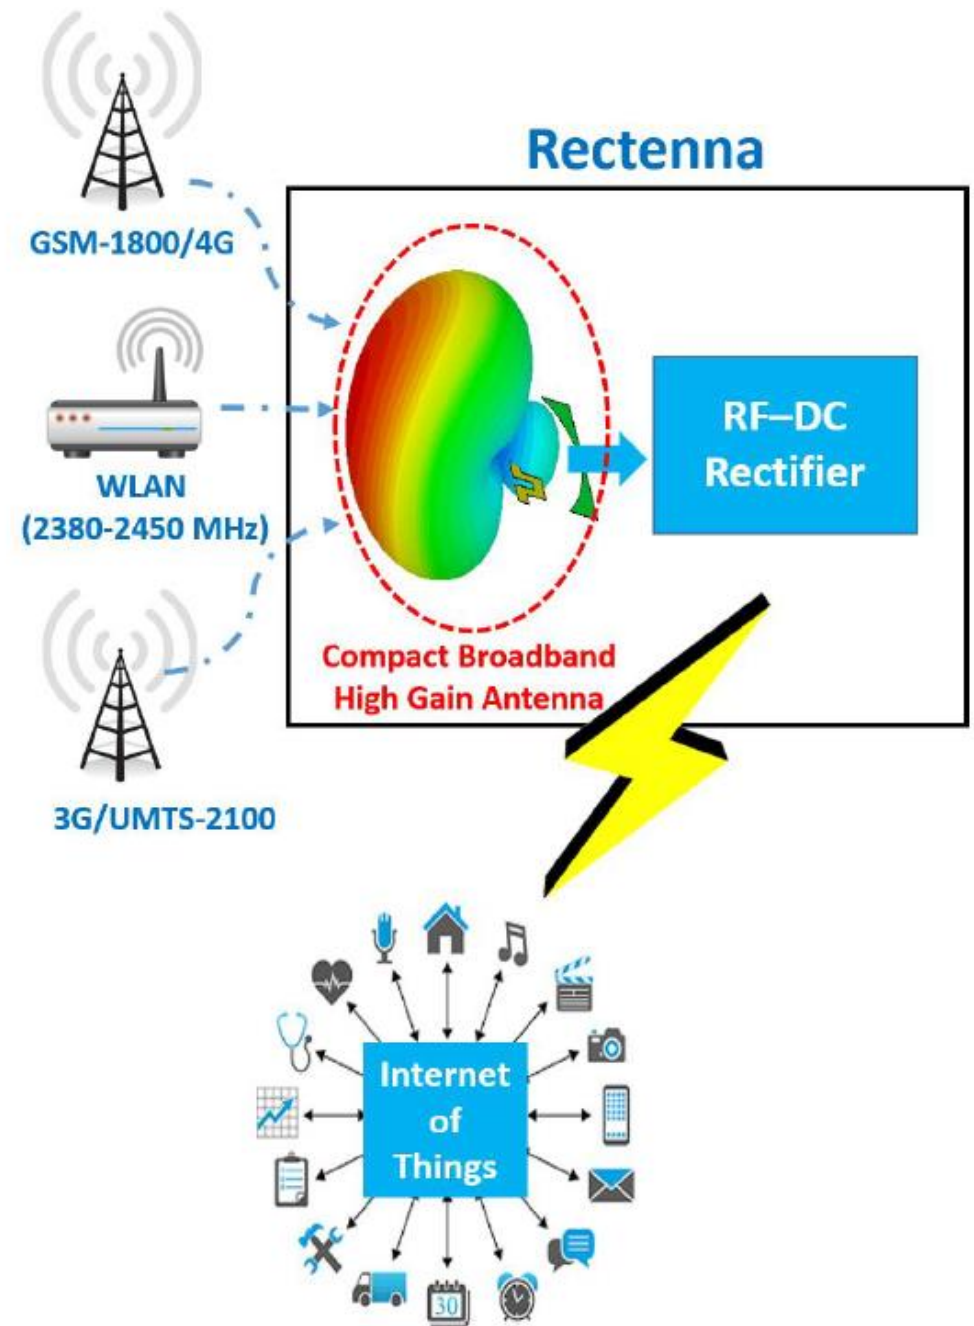 Rectenna
GSM-1800/4G
WLAN
(2380-2450 MHz)
3G/UMTS-2100
RF–DC
Rectifier
Compact Broadband
High Gain Antenna
Internet
of
Things
30